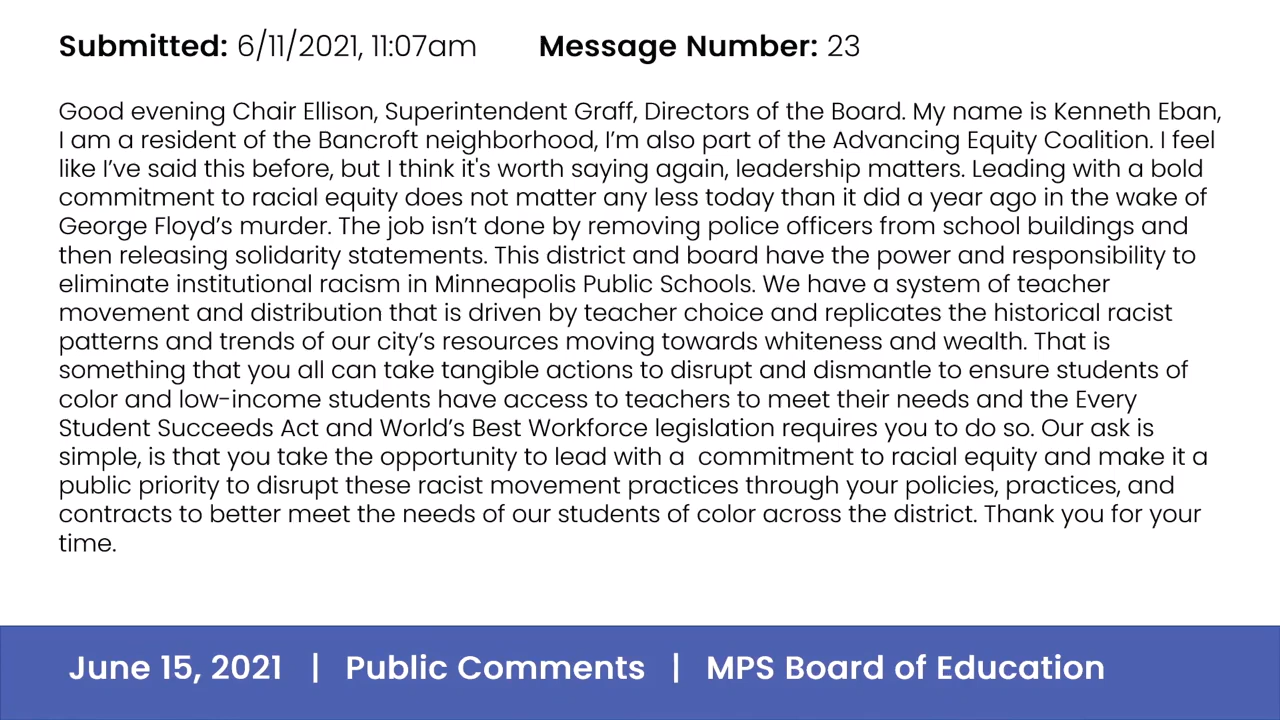 Submitted: 6/11/2021, 11:07am Message Number: 23
Good evening Chair Ellison, Superintendent Graff, Directors of the Board. My name is Kenneth Eban,
I am a resident of the Bancroft neighborhood, I’m also part of the Advancing Equity Coalition. I feel
like I’ve said this before, but I think it's worth saying again, leadership matters. Leading with a bold
commitment to racial equity does not matter any less today than it did a year ago in the wake of
George Floyd’s murder. The job isn’t done by removing police officers from school buildings and
then releasing solidarity statements. This district and board have the power and responsibility to
eliminate institutional racism in Minneapolis Public Schools. We have a system of teacher
movement and distribution that is driven by teacher choice and replicates the historical racist
patterns and trends of our city’s resources moving towards whiteness and wealth. That is
something that you all can take tangible actions to disrupt and dismantle to ensure students of
color and low-income students have access to teachers to meet their needs and the Every
Student Succeeds Act and World’s Best Workforce legislation requires you to do so. Our ask is
simple, is that you take the opportunity to lead with a  commitment to racial equity and make it a
public priority to disrupt these racist movement practices through your policies, practices, and
contracts to better meet the needs of our students of color across the district. Thank you for your
time.
June 15, 2021 | Public Comments | MPS Board of Education